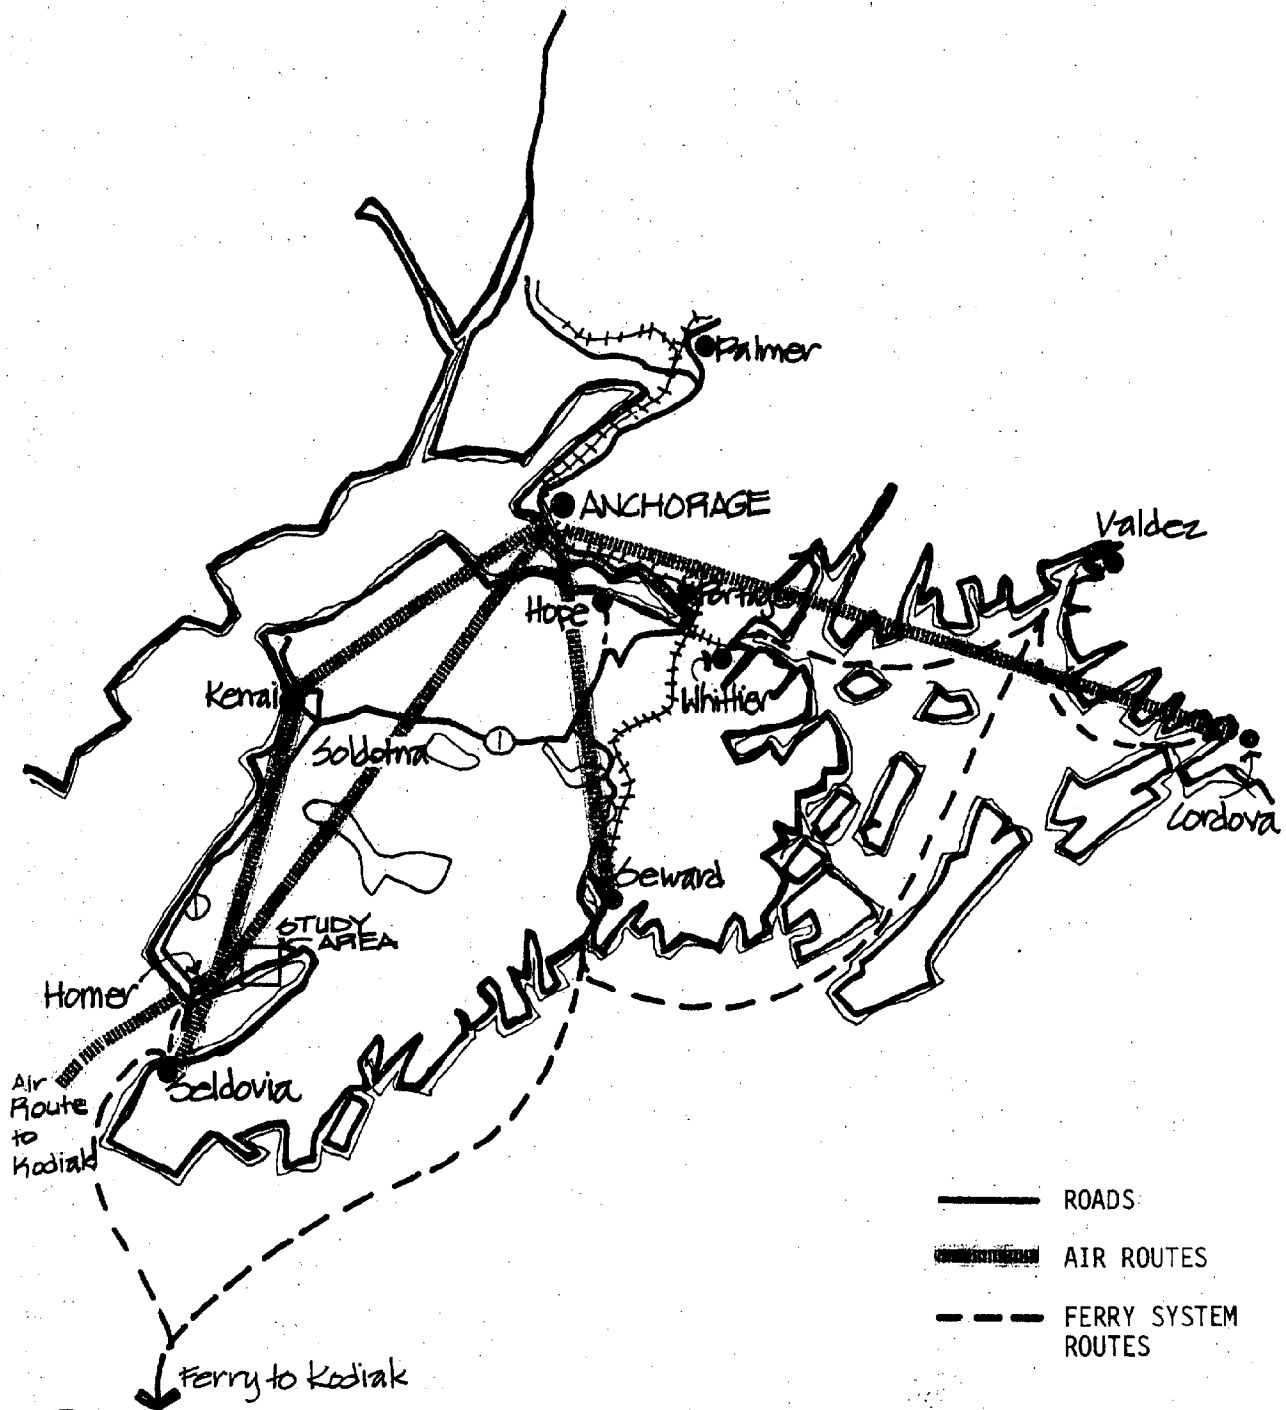 Palmer
ANCHORAGE
Valdez
Hope
Portage
Kenai
Whittier
Soldotna
Cordova
Seward
STUDY
AREA
Homer
Seldovia
Air
Route
to
Kodiak
ROADS
AIR ROUTES
FERRY SYSTEM
ROUTES
Ferry to Kodiak